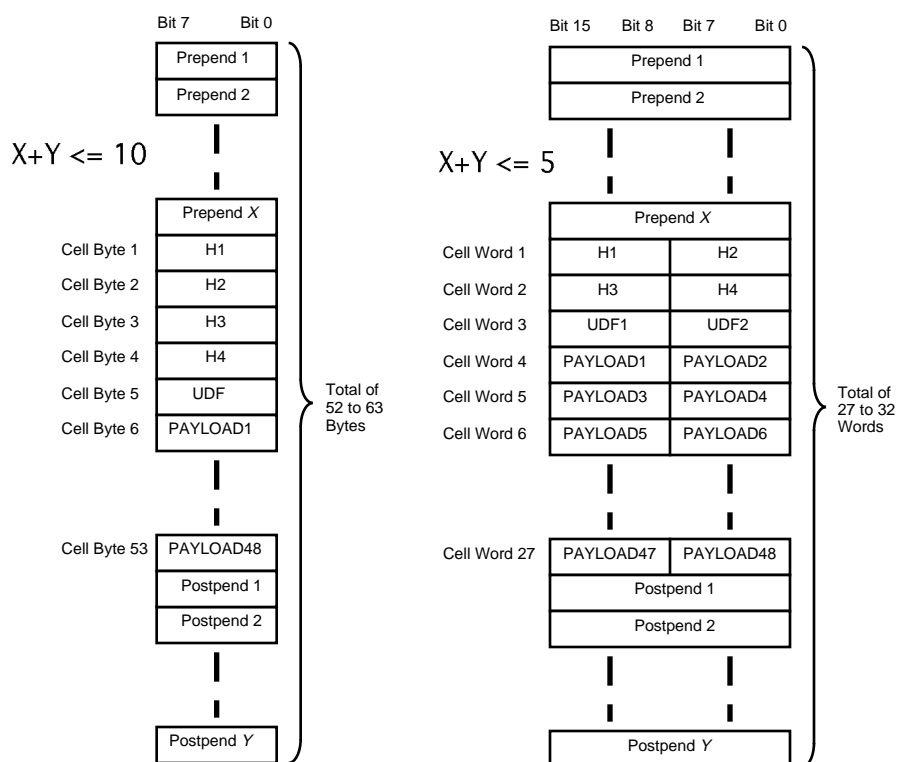 Bit 7 Bit 0
Prepend 1
Prepend 2
X+Y <= 10
Prepend X
Cell Byte 1 H1
Cell Byte 2 H2
Cell Byte 3 H3
Cell Byte 4 H4
Cell Byte 5 UDF
Cell Byte 6 PAYLOAD1
Total of
52 to 63
Bytes
Cell Byte 53 PAYLOAD48
Postpend 1
Postpend 2
Postpend Y
Bit 15 Bit 8 Bit 7 Bit 0
Prepend 1
Prepend 2
X+Y <= 5
Prepend X
Cell Word 1 H1 H2
Cell Word 2 H3 H4
Cell Word 3 UDF1 UDF2
Cell Word 4 PAYLOAD1 PAYLOAD2
Cell Word 5 PAYLOAD3 PAYLOAD4
Cell Word 6 PAYLOAD5 PAYLOAD6
Total of
27 to 32
Words
Cell Word 27 PAYLOAD47 PAYLOAD48
Postpend 1
Postpend 2
Postpend Y